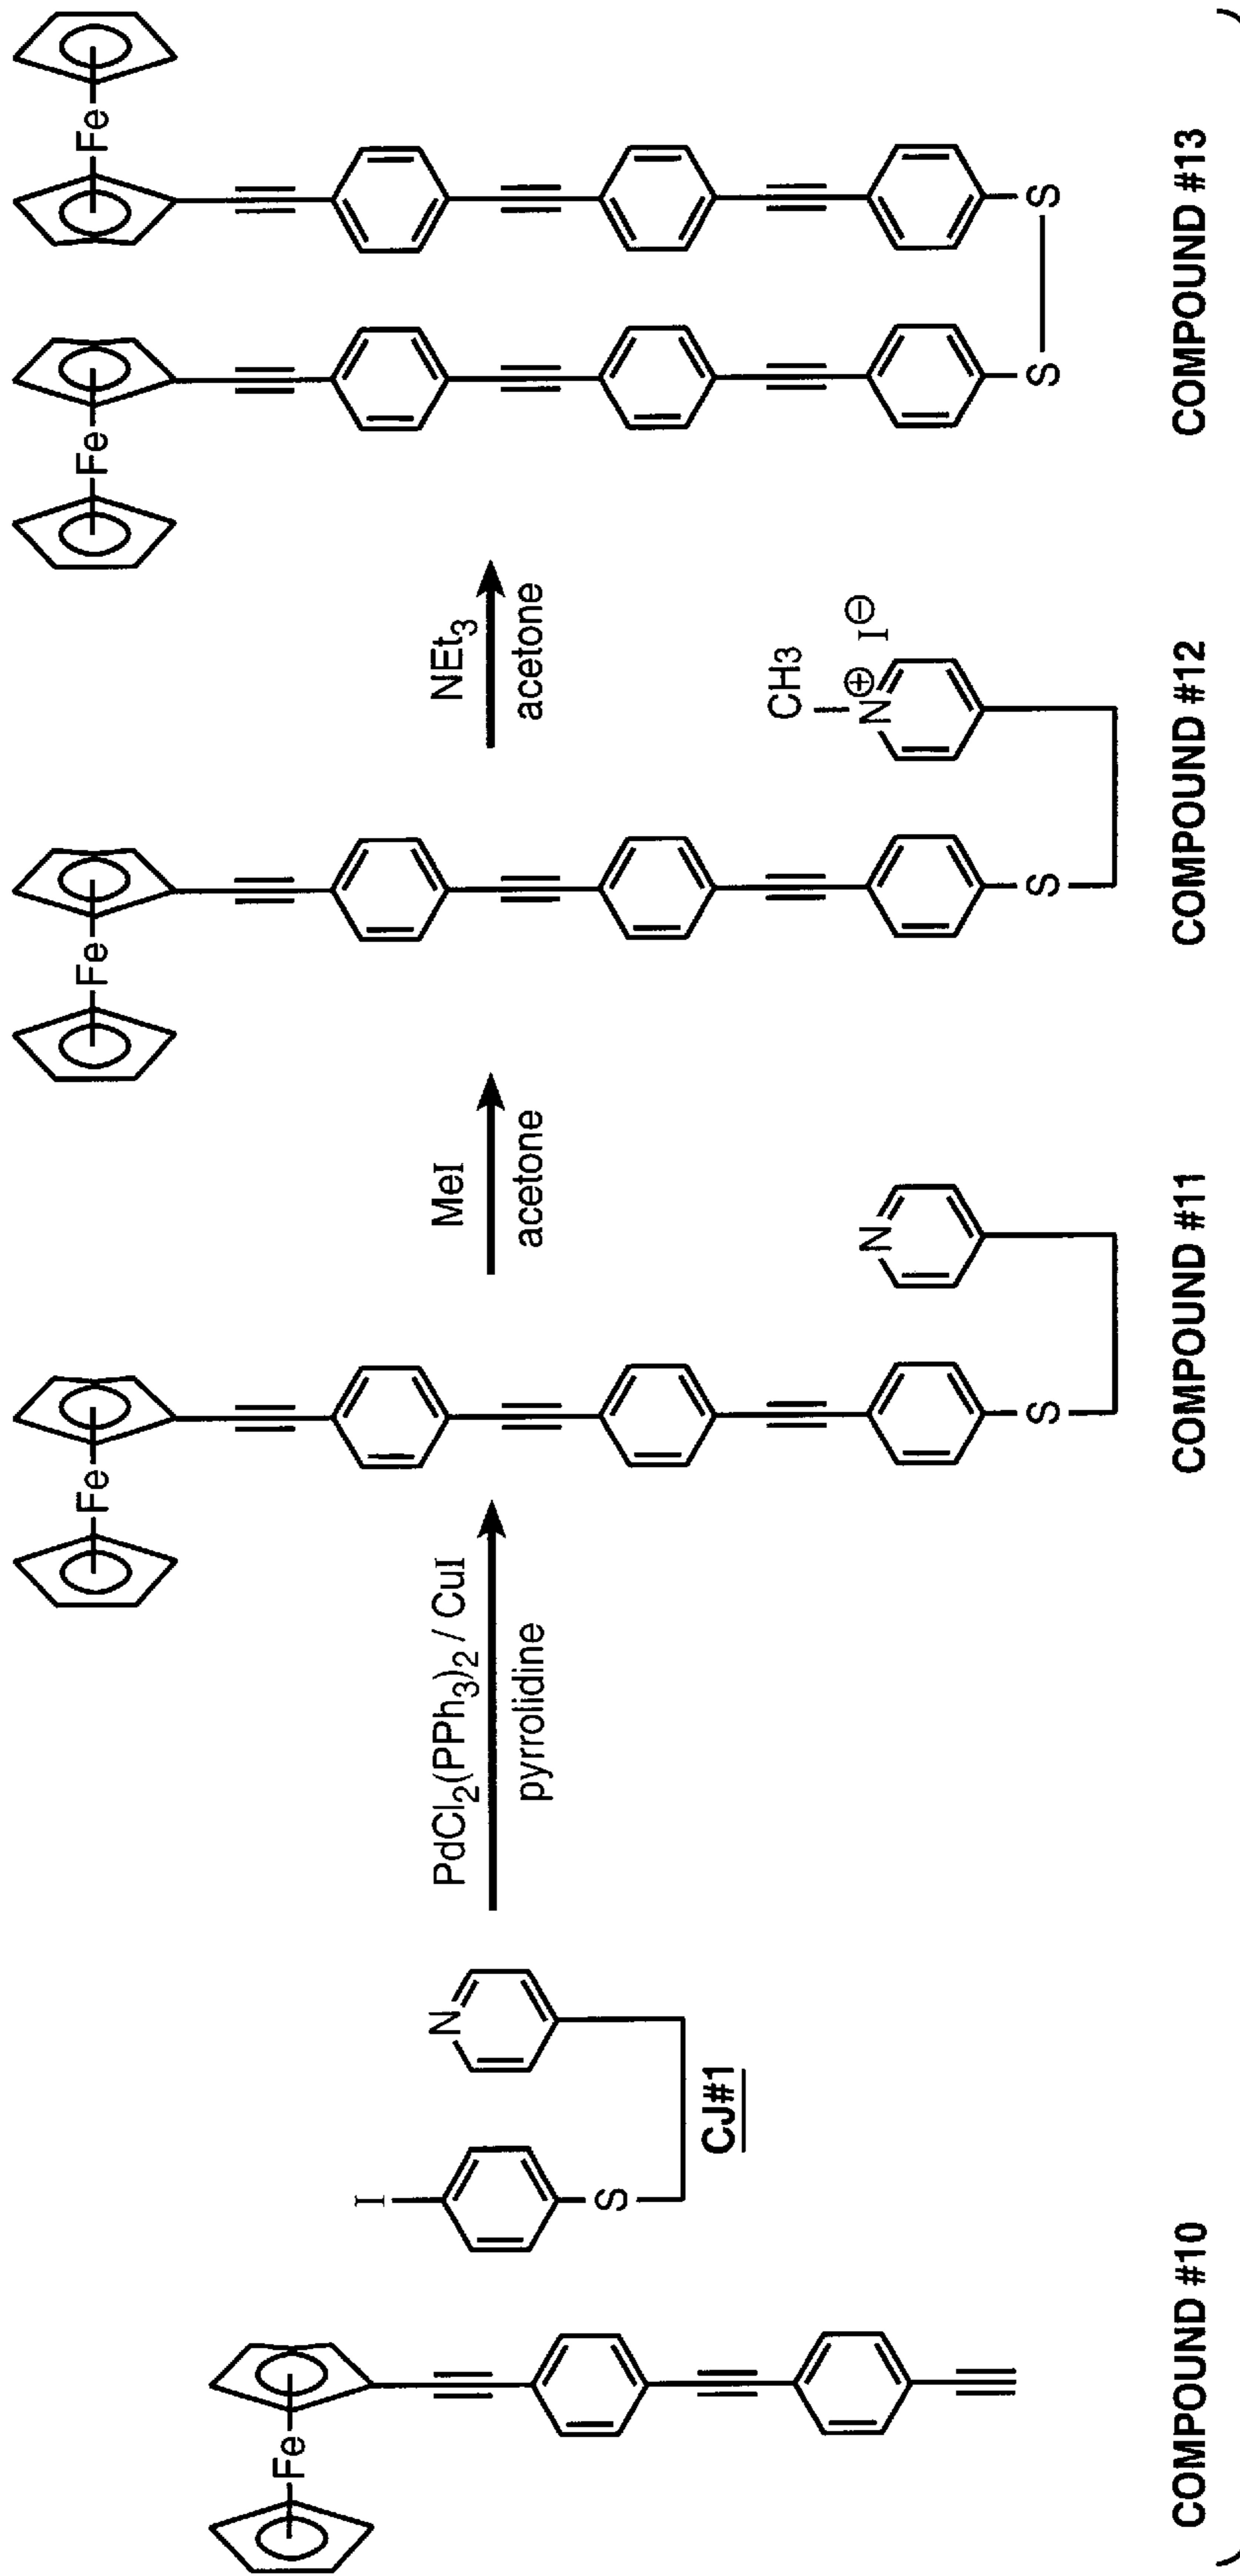 Fe
I
N
S
CJ#1
COMPOUND #10
PdCl2(PPh3)2 / CuI
pyrrolidine
Fe
N
S
COMPOUND #11
MeI
acetone
Fe
CH3
N ⊕ I ⊖
S
COMPOUND #12
NEt3
acetone
Fe
Fe
S
S
COMPOUND #13